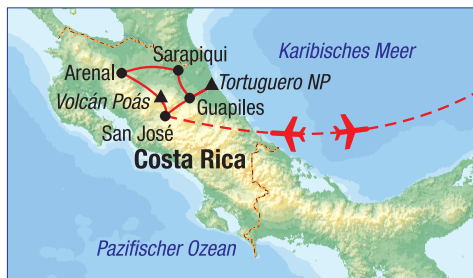 Sarapiqui
Karibisches Meer
Arenal
Tortuguero NP
Volcán Poás
Guapiles
San José
Costa Rica
Pazifischer Ozean